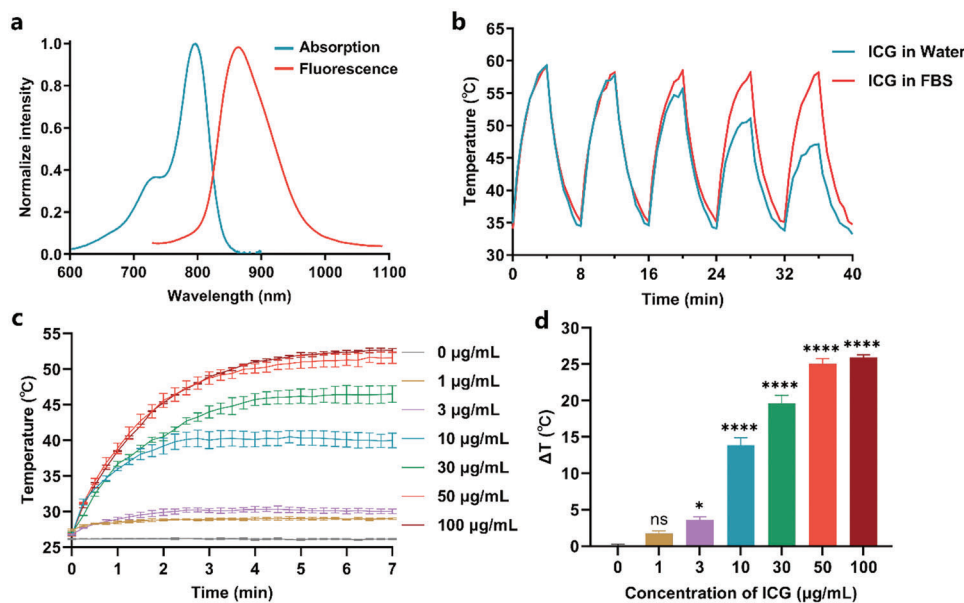 a
Absorption
Fluorescence
Normalize intensity
1.0
0.8
0.6
0.4
0.2
0.0
600
700
800
900
1000
1100
Wavelength (nm)
b
ICG in Water
ICG in FBS
Temperature (℃)
65
60
55
50
45
40
35
30
0
8
16
24
32
40
Time (min)
c
Temperature (℃)
55
50
45
40
35
30
25
0
1
2
3
4
5
6
7
Time (min)
0 μg/mL
1 μg/mL
3 μg/mL
10 μg/mL
30 μg/mL
50 μg/mL
100 μg/mL
d
ΔT (℃)
30
25
20
15
10
5
0
ns
*
****
****
****
****
0
1
3
10
30
50
100
Concentration of ICG (μg/mL)